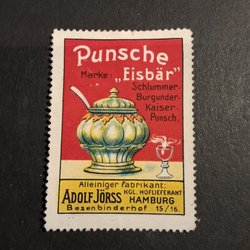 Punsche
Marke: „Eisbär"
Schlummer-
Burgunder-
Kaiser-
Punsch.
Alleiniger Fabrikant:
ADOLF JÖRSS KGL. HOFLIEFERANT
HAMBURG
Besenbinderhof 15/16.